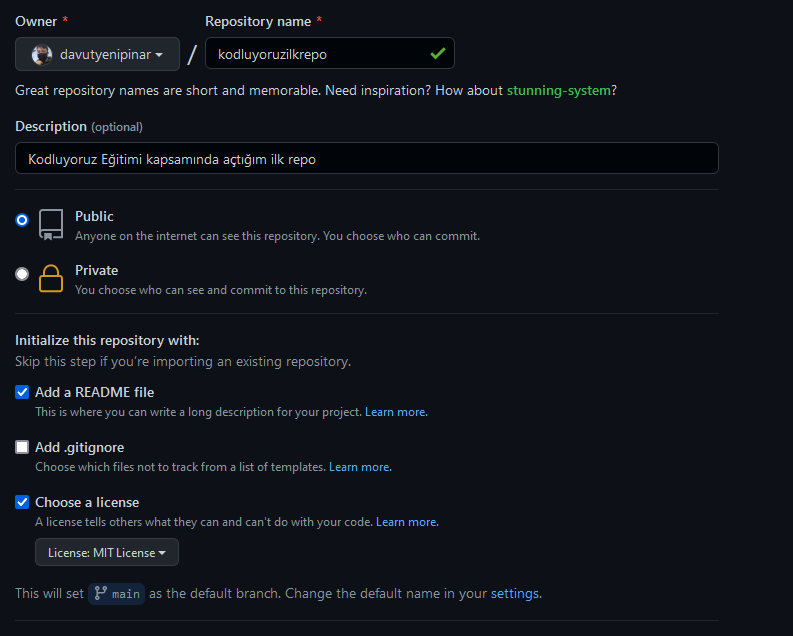 Owner * Repository name *
davutyenipinar / kodluyoruzilkrepo
Great repository names are short and memorable. Need inspiration? How about stunning-system?
Description (optional)
Kodluyoruz Eğitimi kapsamında açtığım ilk repo
Public
Anyone on the internet can see this repository. You choose who can commit.
Private
You choose who can see and commit to this repository.
Initialize this repository with:
Skip this step if you're importing an existing repository.
Add a README file
This is where you can write a long description for your project. Learn more.
Add .gitignore
Choose which files not to track from a list of templates. Learn more.
Choose a license
A license tells others what they can and can't do with your code. Learn more.
License: MIT License
This will set main as the default branch. Change the default name in your settings.